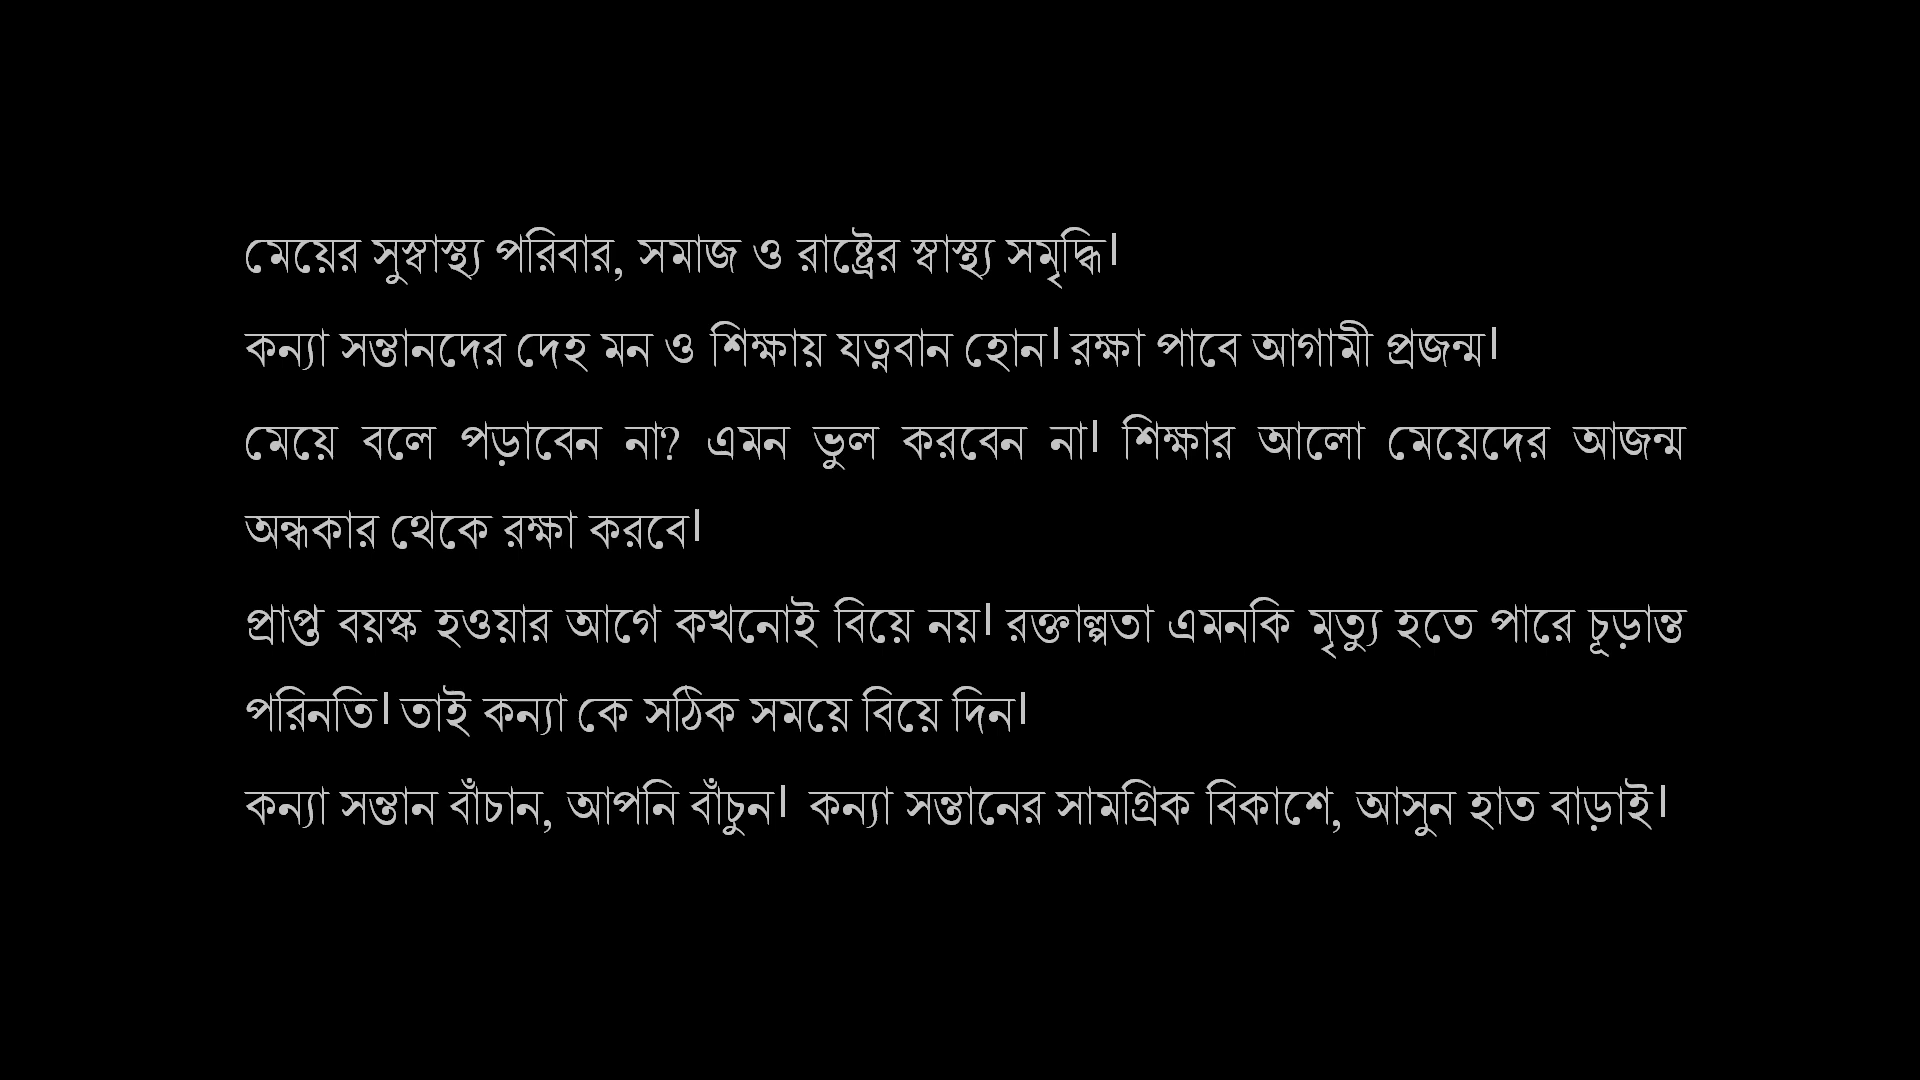 মেয়ের সুস্বাস্থ্য পরিবার, সমাজ ও রাষ্ট্রের স্বাস্থ্য সমৃদ্ধি।
কন্যা সন্তানদের দেহ মন ও শিক্ষায় যত্নবান হোন। রক্ষা পাবে আগামী প্রজন্ম।
মেয়ে বলে পড়াবেন না? এমন ভুল করবেন না। শিক্ষার আলো মেয়েদের আজন্ম
অন্ধকার থেকে রক্ষা করবে।
প্রাপ্ত বয়স্ক হওয়ার আগে কখনোই বিয়ে নয়। রক্তাল্পতা এমনকি মৃত্যু হতে পারে চূড়ান্ত
পরিনতি। তাই কন্যা কে সঠিক সময়ে বিয়ে দিন।
কন্যা সন্তান বাঁচান, আপনি বাঁচুন। কন্যা সন্তানের সামগ্রিক বিকাশে, আসুন হাত বাড়াই।